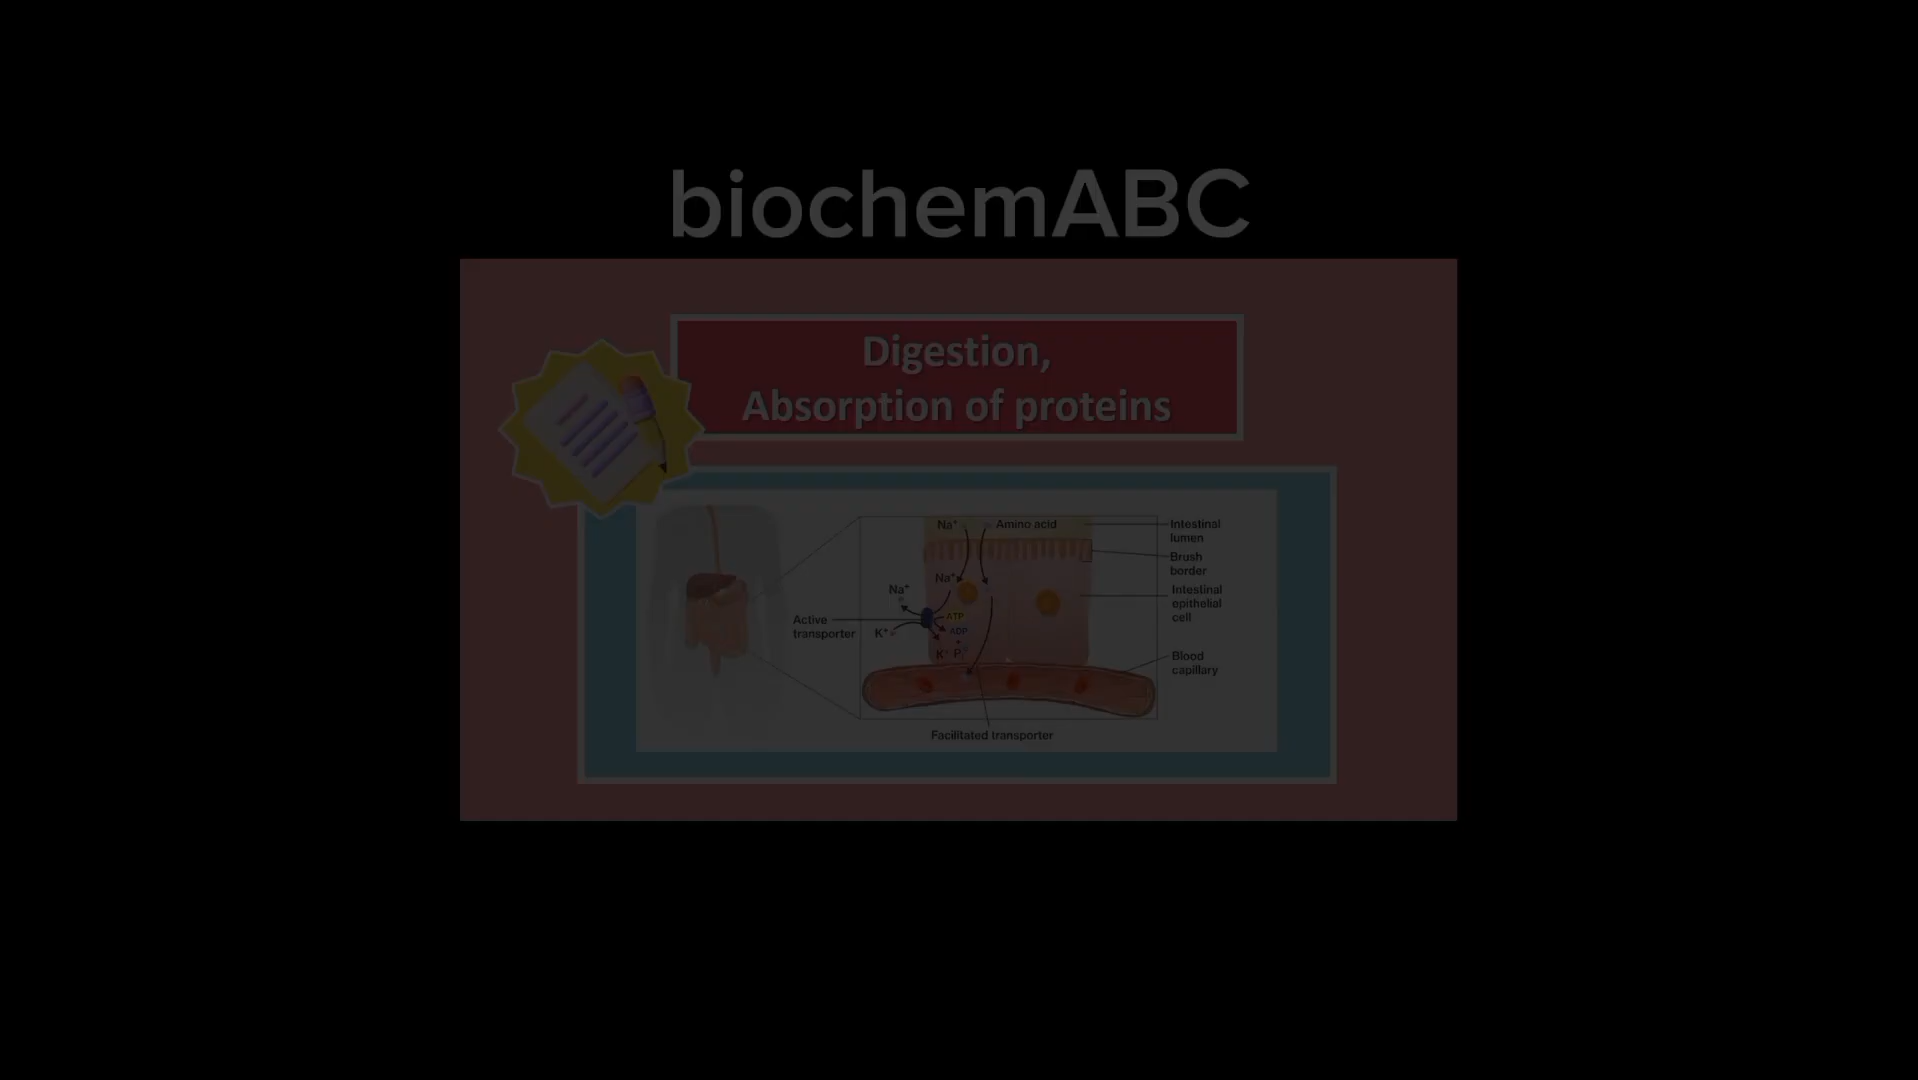 biochemABC
Digestion,
Absorption of proteins
Na⁺
Amino acid
Intestinal
lumen
Brush
border
Na⁺
Na⁺
Intestinal
epithelial
cell
Active
transporter
K⁺
ATP
ADP
+
K⁺ Pi
Blood
capillary
Facilitated transporter